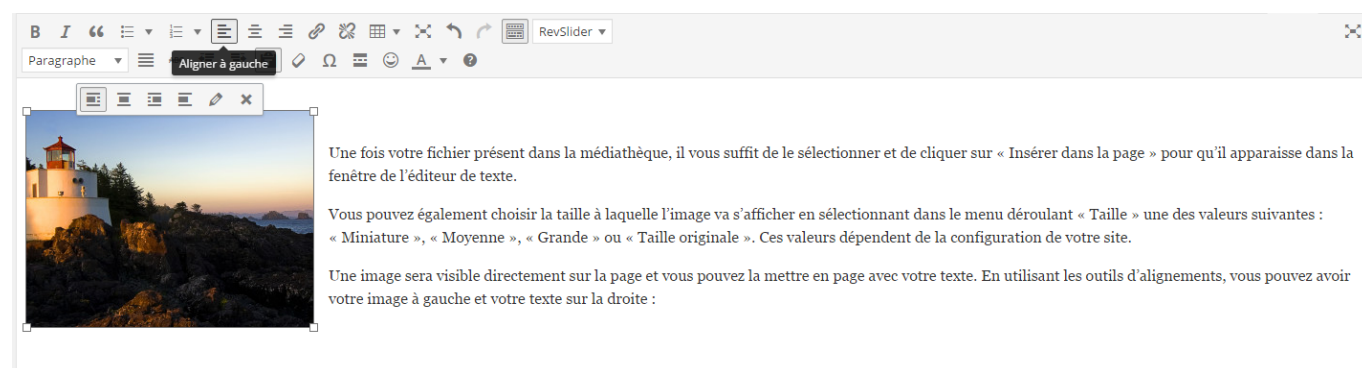 B I “ RevSlider
Paragraphe Ω A
Aligner à gauche
Une fois votre fichier présent dans la médiathèque, il vous suffit de le sélectionner et de cliquer sur « Insérer dans la page » pour qu’il apparaisse dans la
fenêtre de l’éditeur de texte.
Vous pouvez également choisir la taille à laquelle l’image va s’afficher en sélectionnant dans le menu déroulant « Taille » une des valeurs suivantes :
« Miniature », « Moyenne », « Grande » ou « Taille originale ». Ces valeurs dépendent de la configuration de votre site.
Une image sera visible directement sur la page et vous pouvez la mettre en page avec votre texte. En utilisant les outils d’alignements, vous pouvez avoir
votre image à gauche et votre texte sur la droite :